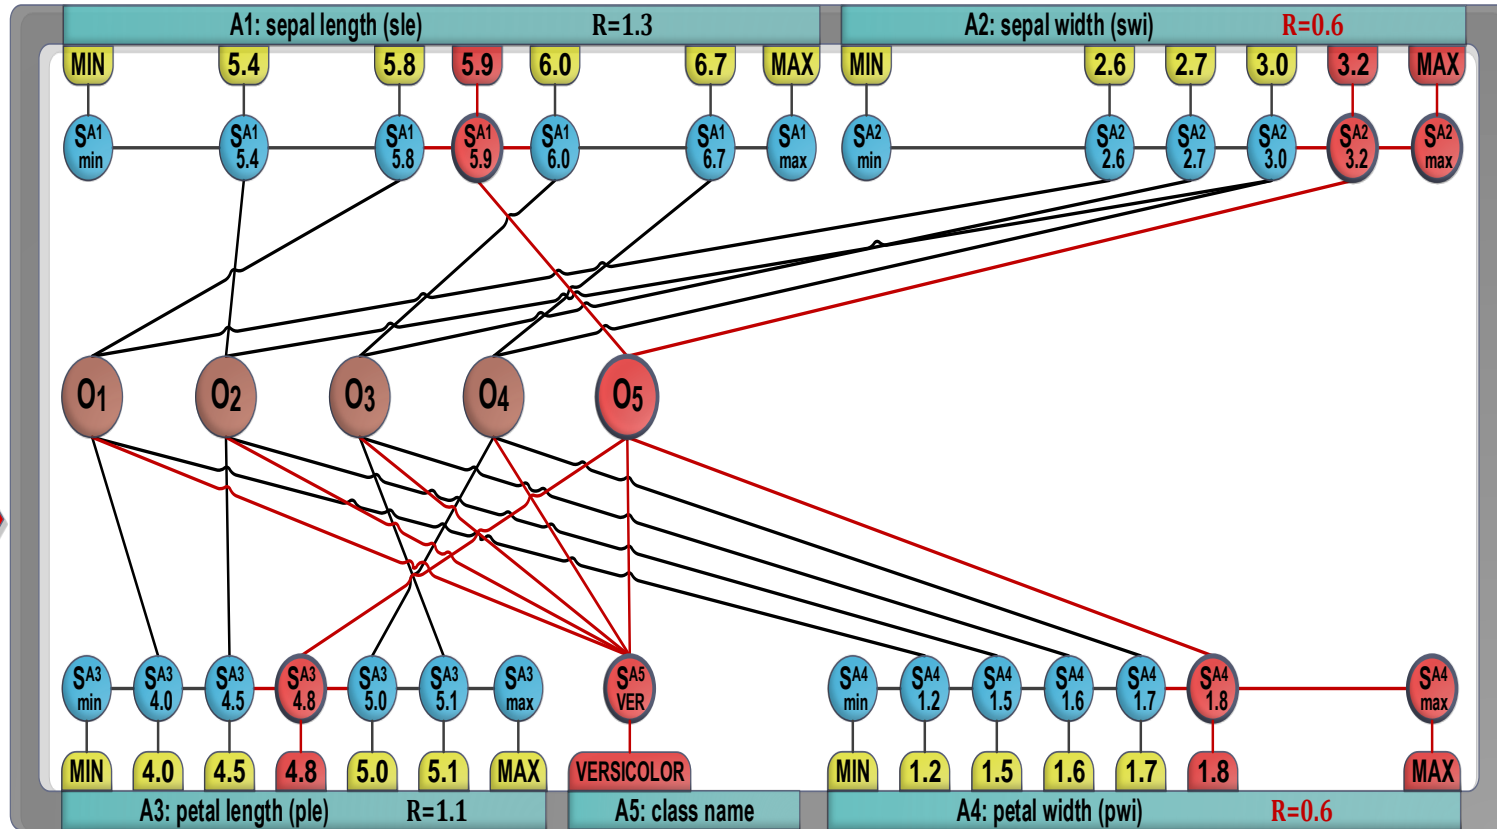 A1: sepal length (sle) R=1.3 A2: sepal width (swi) R=0.6
MIN 5.4 5.8 5.9 6.0 6.7 MAX MIN 2.6 2.7 3.0 3.2 MAX
SA1 min SA1 5.4 SA1 5.8 SA1 5.9 SA1 6.0 SA1 6.7 SA1 max SA2 min SA2 2.6 SA2 2.7 SA2 3.0 SA2 3.2 SA2 max
O1 O2 O3 O4 O5
SA3 min SA3 4.0 SA3 4.5 SA3 4.8 SA3 5.0 SA3 5.1 SA3 max SA5 VER SA4 min SA4 1.2 SA4 1.5 SA4 1.6 SA4 1.7 SA4 1.8 SA4 max
MIN 4.0 4.5 4.8 5.0 5.1 MAX VERSICOLOR MIN 1.2 1.5 1.6 1.7 1.8 MAX
A3: petal length (ple) R=1.1 A5: class name A4: petal width (pwi) R=0.6